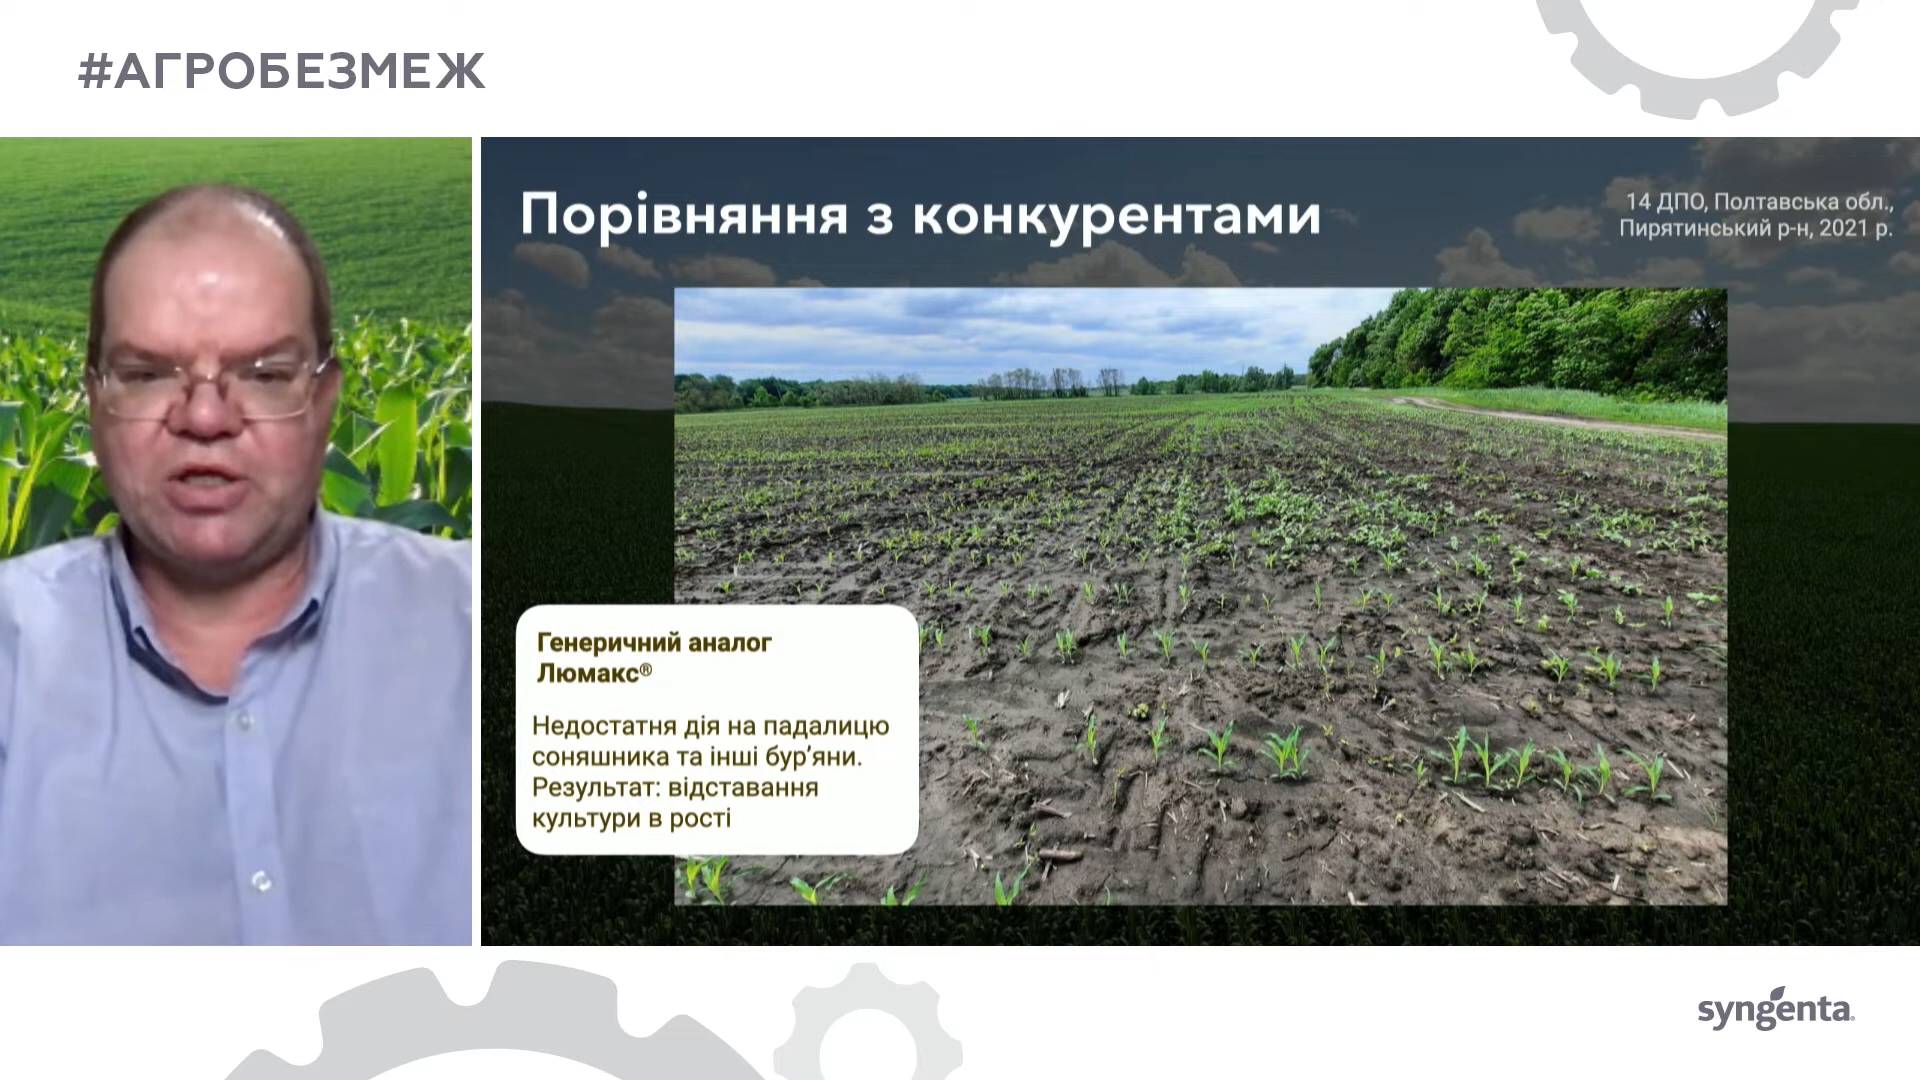 #АГРОБЕЗМЕЖ
Порівняння з конкурентами
14 ДПО, Полтавська обл.,
Пирятинський р-н, 2021 р.
Генеричний аналог
Люмакс®
Недостатня дія на падалицю
соняшника та інші бур’яни.
Результат: відставання
культури в рості
syngenta